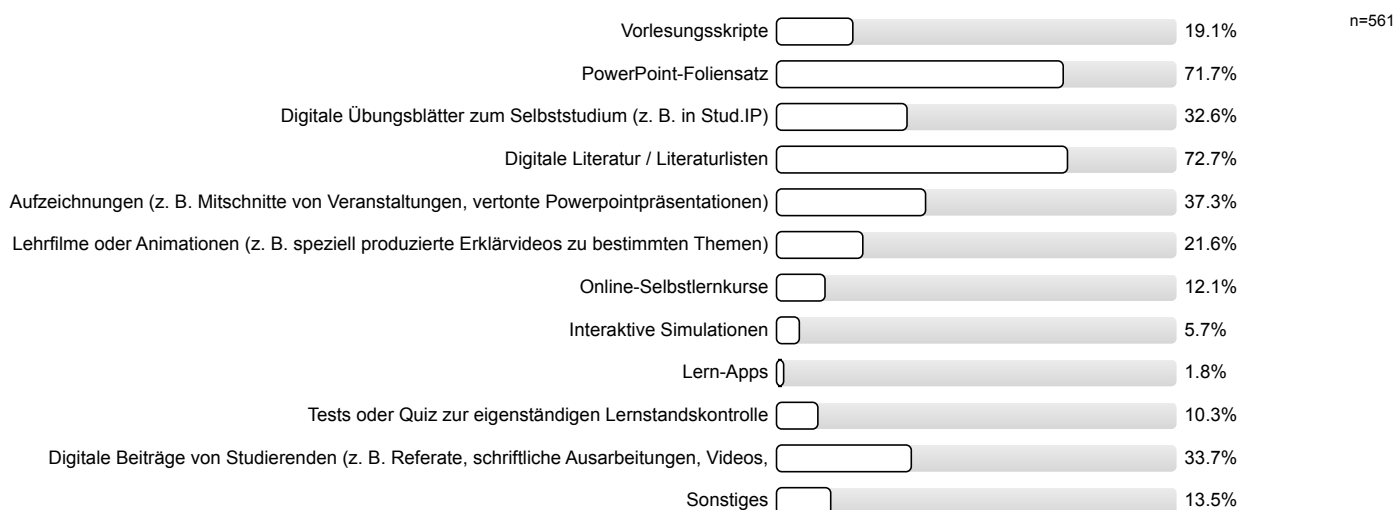 Vorlesungsskripte 19.1% n=561
PowerPoint-Foliensatz 71.7%
Digitale Übungsblätter zum Selbststudium (z. B. in Stud.IP) 32.6%
Digitale Literatur / Literaturlisten 72.7%
Aufzeichnungen (z. B. Mitschnitte von Veranstaltungen, vertonte Powerpointpräsentationen) 37.3%
Lehrfilme oder Animationen (z. B. speziell produzierte Erklärvideos zu bestimmten Themen) 21.6%
Online-Selbstlernkurse 12.1%
Interaktive Simulationen 5.7%
Lern-Apps 1.8%
Tests oder Quiz zur eigenständigen Lernstandskontrolle 10.3%
Digitale Beiträge von Studierenden (z. B. Referate, schriftliche Ausarbeitungen, Videos, 33.7%
Sonstiges 13.5%